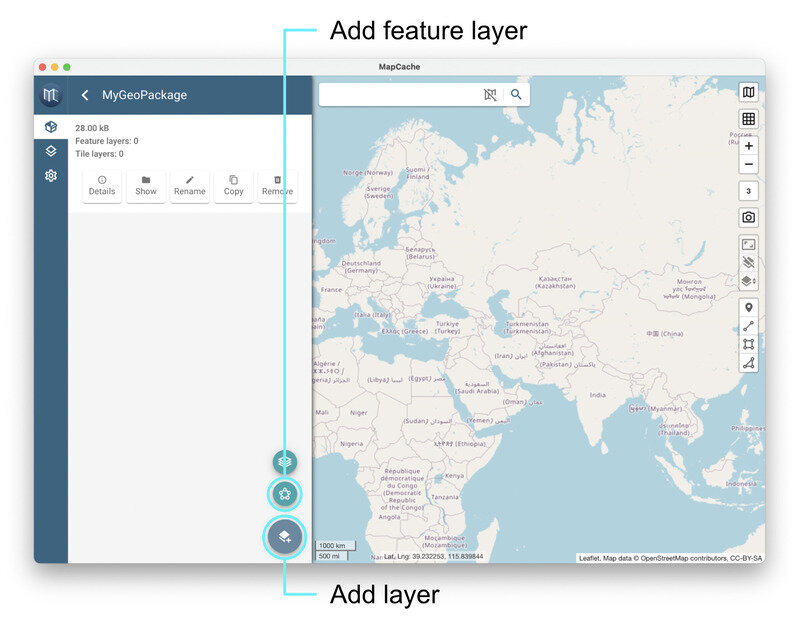 Add feature layer
MapCache
MyGeoPackage
28.00 kB
Feature layers: 0
Tile layers: 0
Details
Show
Rename
Copy
Remove
3
Norge (Norway)
Suomi /
Finland
Sverige
(Sweden)
Россия
(Rus
ngdom
Беларусь
(Belarus)
Deutschland
(Germany)
Україна
(Ukraine)
France
Қазақстан
(Kazakhstan)
Монгол
улс
(Mongolia)
Italia (Italy)
Ελλάς (Greece)
Türkiye
(Turkey)
Türkmenistan
(Turkmenistan)
中国 (China)
افغانستان
(Afghanistan)
(Iran) ایران
(Pakistan) پاکستان
Algérie /
geria) الجزائر
(Libya) ليبيا
(Egypt) مصر
السعودية
(Saudi Arabia)
India
(Myanmar)
(Oman) عمان
Mali
Niger
(Sudan) السودان
(Yemen) اليمن
ประเทศไทย
(Thailand)
Philippines
Nigeria
(Ethiopia)
République
démocratique
du Congo
(Democratic
Republic
of the Congo)
Kenya
Tanzania
Indonesia
Angola
Moçambique
(Mozambique)
1000 km
500 mi
Lat, Lng: 39.232253, 115.839844
Leaflet, Map data © OpenStreetMap contributors, CC-BY-SA
Add layer